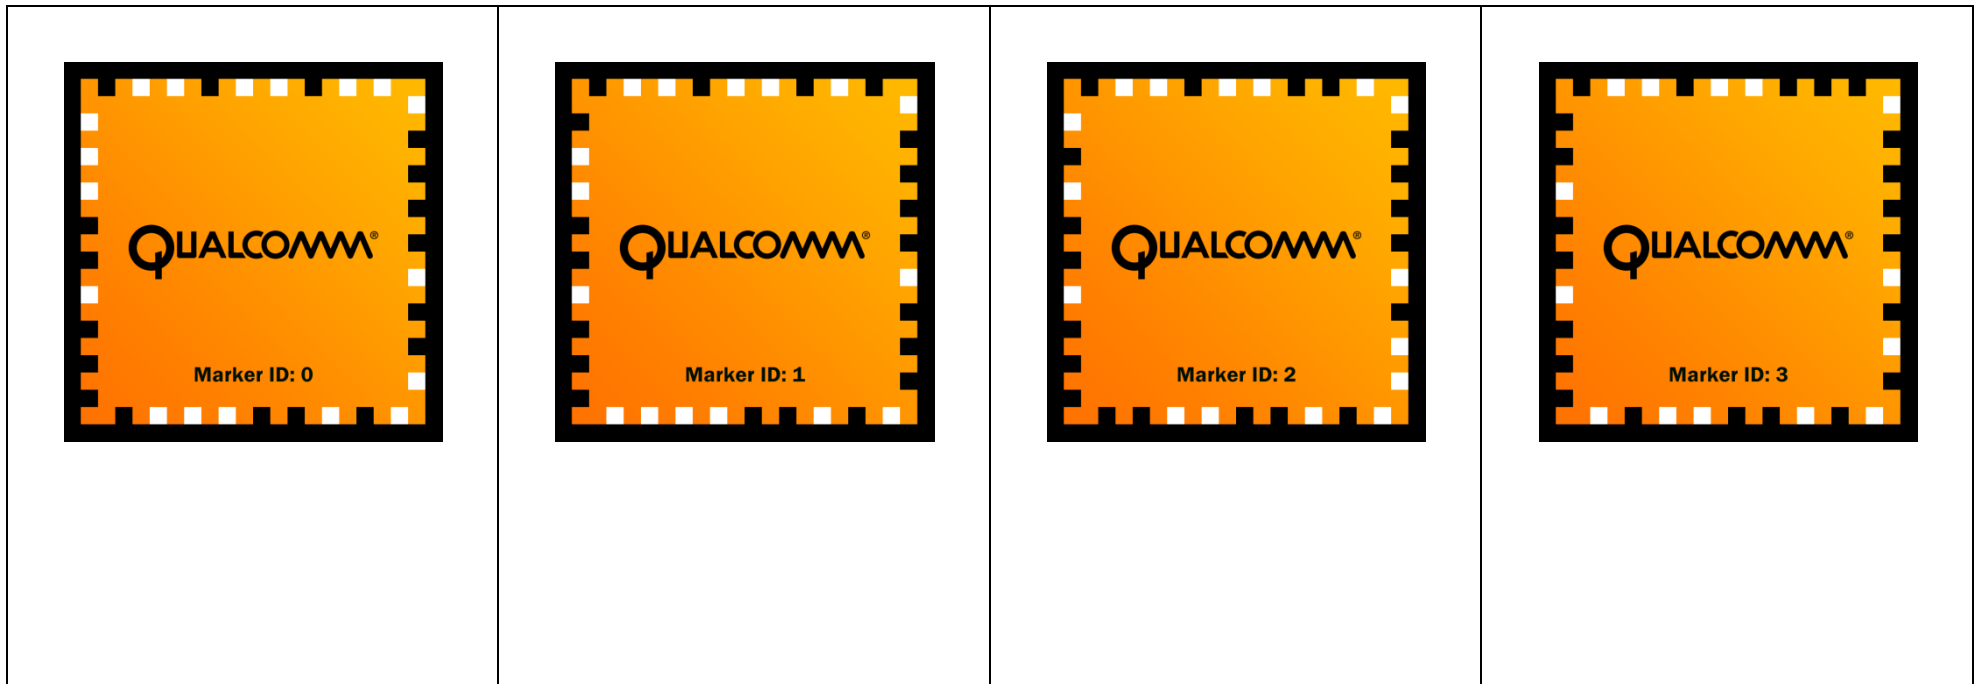 QUALCOMM®
Marker ID: 0
QUALCOMM®
Marker ID: 1
QUALCOMM®
Marker ID: 2
QUALCOMM®
Marker ID: 3